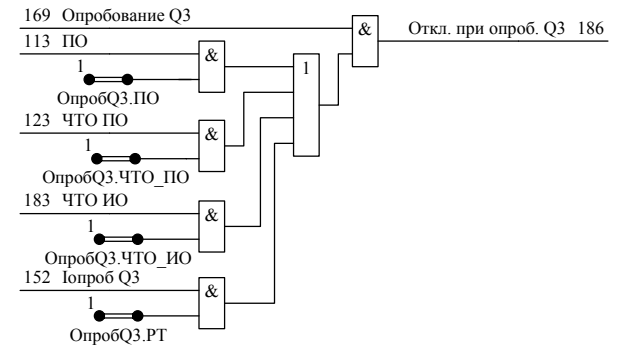 169 Опробование Q3
&
Откл. при опроб. Q3 186
113 ПО
&
1
1
ОпробQ3.ПО
123 ЧТО ПО
&
1
ОпробQ3.ЧТО_ПО
183 ЧТО ИО
&
1
ОпробQ3.ЧТО_ИО
152 Iопроб Q3
&
1
ОпробQ3.РТ